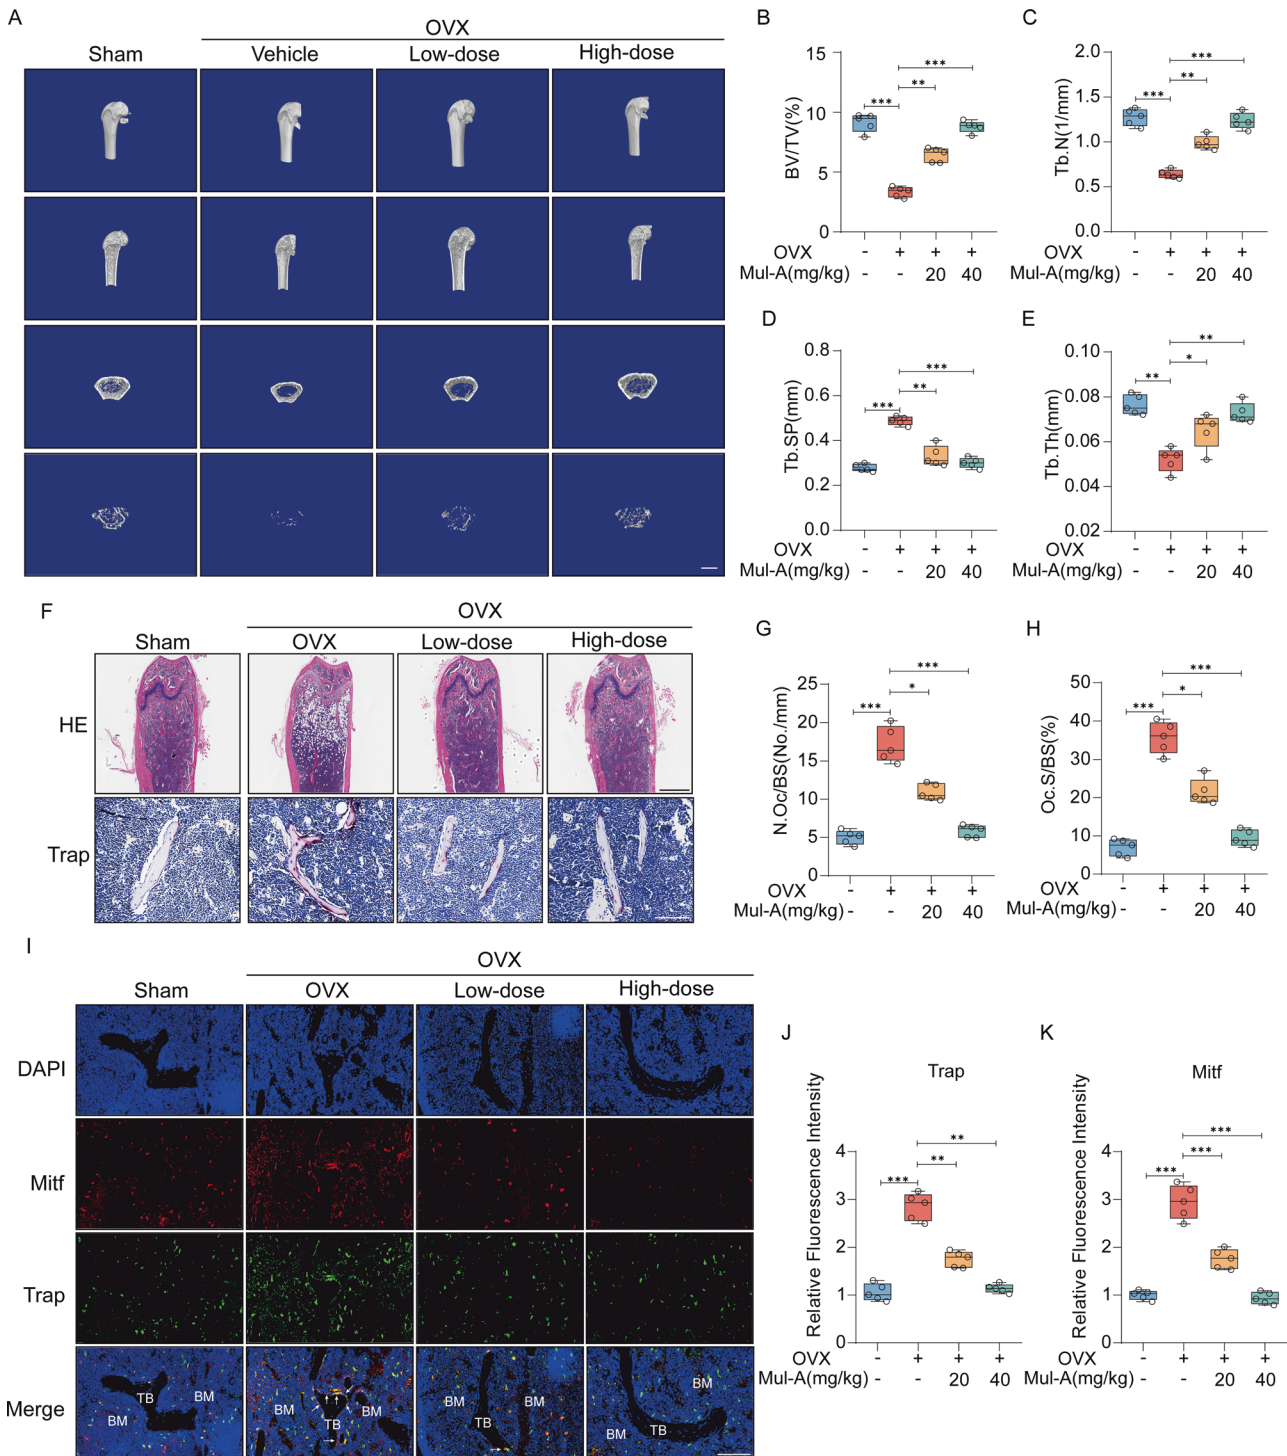 A
OVX
Sham Vehicle Low-dose High-dose
B
BV/TV(%)
15
10
5
0
***
**
***
OVX - + + +
Mul-A(mg/kg) - - 20 40
C
Tb.N(1/mm)
2.0
1.5
1.0
0.5
0.0
***
**
***
OVX - + + +
Mul-A(mg/kg) - - 20 40
D
Tb.SP(mm)
0.8
0.6
0.4
0.2
0.0
***
**
***
OVX - + + +
Mul-A(mg/kg) - - 20 40
E
Tb.Th(mm)
0.10
0.08
0.06
0.04
0.02
**
*
**
OVX - + + +
Mul-A(mg/kg) - - 20 40
F
OVX
Sham OVX Low-dose High-dose
HE
Trap
G
N.Oc/BS(No./mm)
25
20
15
10
5
0
***
*
***
OVX - + + +
Mul-A(mg/kg) - - 20 40
H
Oc.S/BS(%)
50
40
30
20
10
0
***
*
***
OVX - + + +
Mul-A(mg/kg) - - 20 40
I
OVX
Sham OVX Low-dose High-dose
DAPI
Mitf
Trap
Merge
BM TB BM
BM TB BM
BM TB BM
BM TB BM
J
Trap
Relative Fluorescence Intensity
4
3
2
1
0
**
**
***
OVX - + + +
Mul-A(mg/kg) - - 20 40
K
Mitf
Relative Fluorescence Intensity
4
3
2
1
0
***
***
***
OVX - + + +
Mul-A(mg/kg) - - 20 40